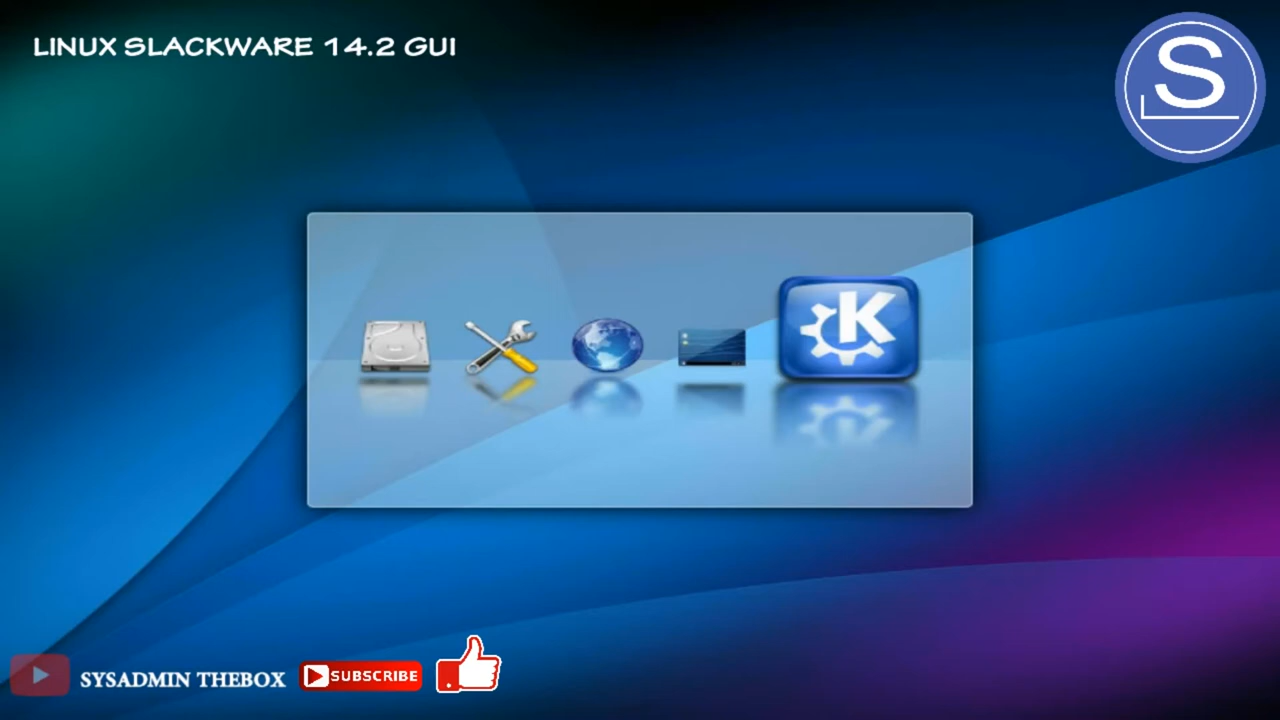 LINUX SLACKWARE 14.2 GUI
S
K
SYSADMIN THEBOX
SUBSCRIBE